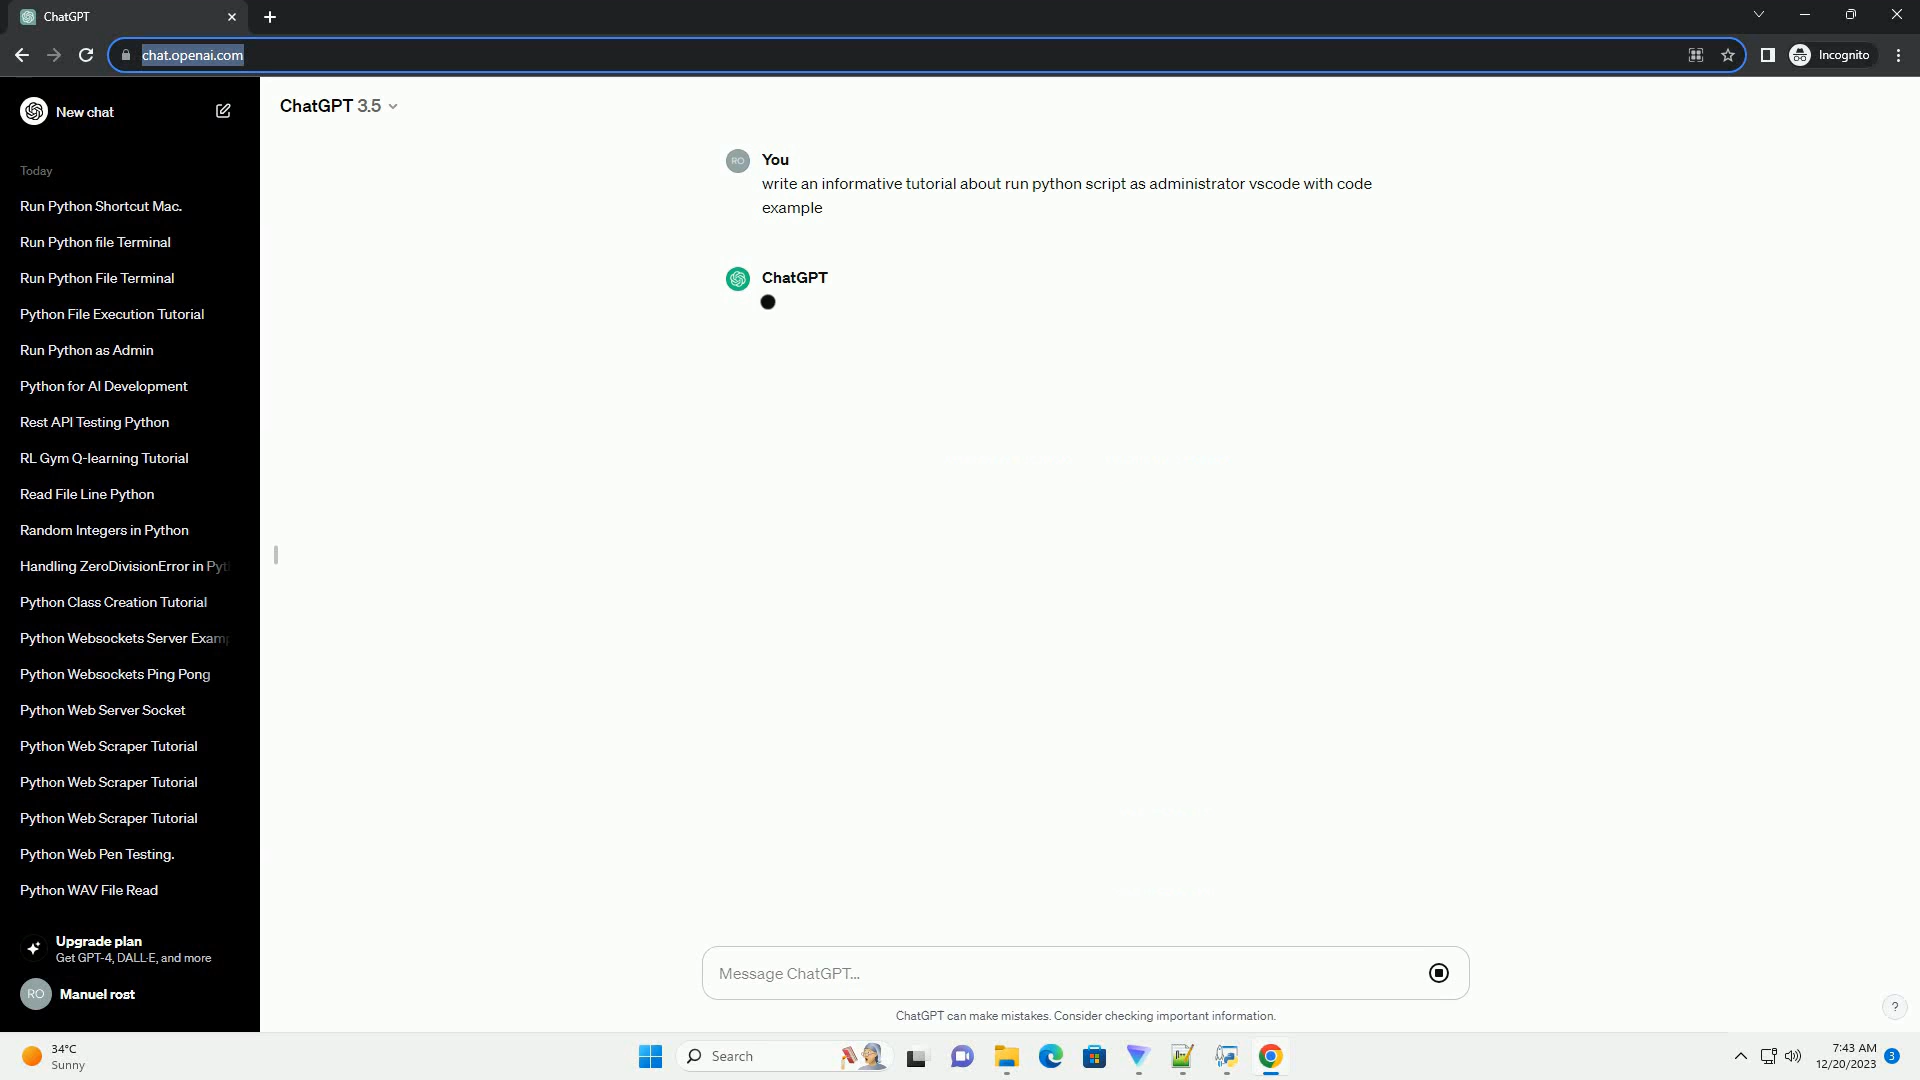 ChatGPT
chat.openai.com
Incognito
New chat
Today
Run Python Shortcut Mac.
Run Python file Terminal
Run Python File Terminal
Python File Execution Tutorial
Run Python as Admin
Python for AI Development
Rest API Testing Python
RL Gym Q-learning Tutorial
Read File Line Python
Random Integers in Python
Handling ZeroDivisionError in Pyt
Python Class Creation Tutorial
Python Websockets Server Exam
Python Websockets Ping Pong
Python Web Server Socket
Python Web Scraper Tutorial
Python Web Scraper Tutorial
Python Web Scraper Tutorial
Python Web Pen Testing.
Python WAV File Read
Upgrade plan
Get GPT-4, DALL·E, and more
RO Manuel rost
ChatGPT 3.5
RO You
write an informative tutorial about run python script as administrator vscode with code
example
ChatGPT
Message ChatGPT...
ChatGPT can make mistakes. Consider checking important information.
?
34°C
Sunny
Search
7:43 AM
12/20/2023
3